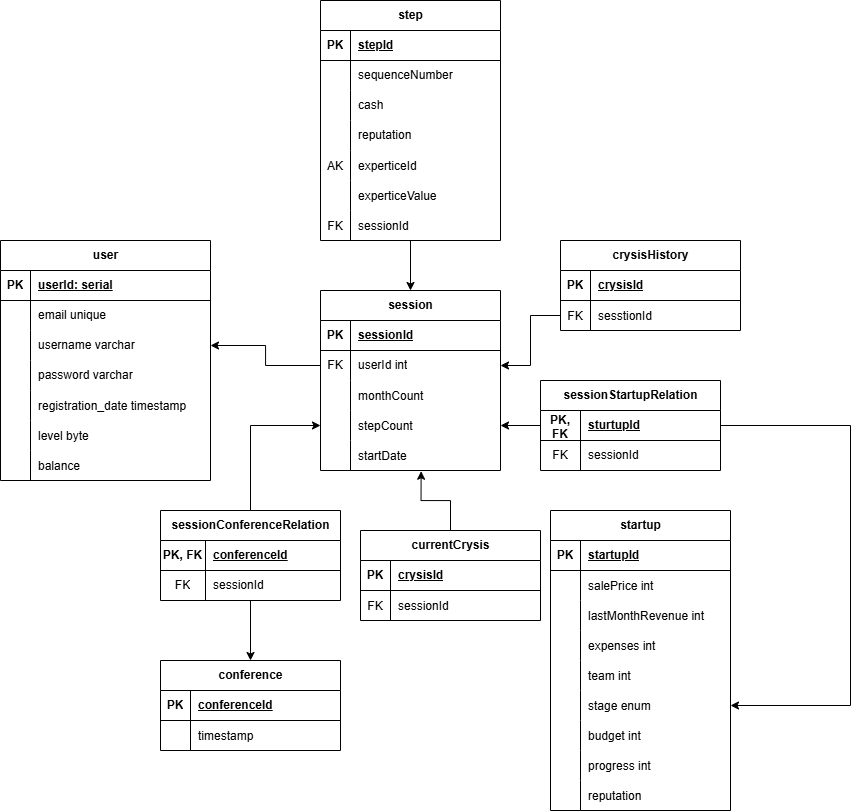 step
PK stepId
sequenceNumber
cash
reputation
AK experticeId
experticeValue
FK sessionId
user
PK userId: serial
email unique
username varchar
password varchar
registration_date timestamp
level byte
balance
session
PK sessionId
FK userId int
monthCount
stepCount
startDate
crysisHistory
PK crysisId
FK sesstionId
sessionStartupRelation
PK,
FK
sturtupId
FK sessionId
sessionConferenceRelation
PK, FK conferenceId
FK sessionId
currentCrysis
PK crysisId
FK sessionId
startup
PK startupId
salePrice int
lastMonthRevenue int
expenses int
team int
stage enum
budget int
progress int
reputation
conference
PK conferenceId
timestamp